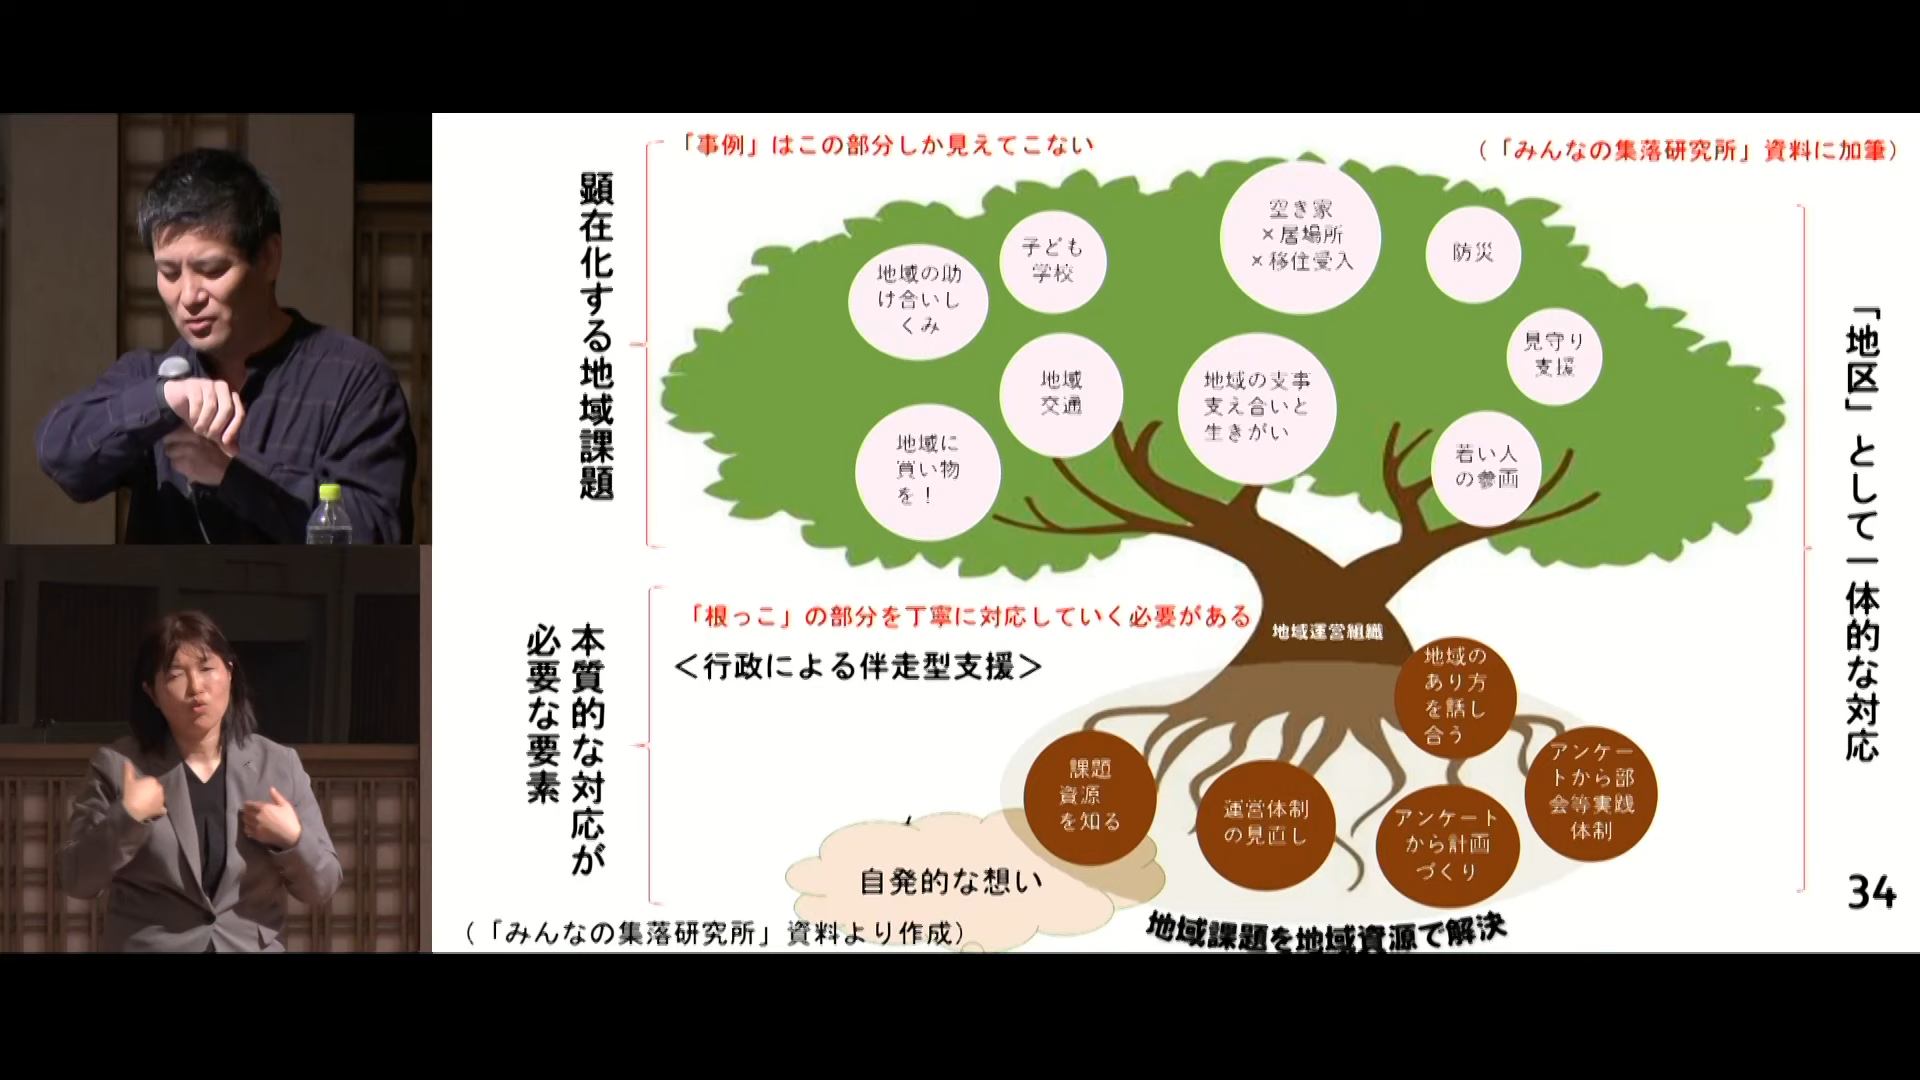 「事例」はこの部分しか見えてこない
（「みんなの集落研究所」資料に加筆）
顕在化する地域課題
地域の助
け合いし
くみ
子ども
学校
空き家
×居場所
×移住受入
防災
見守り
支援
地域
交通
地域の支事
支え合いと
生きがい
地域に
買い物
を！
若い人
の参画
「地区」として一体的な対応
「根っこ」の部分を丁寧に対応していく必要がある
＜行政による伴走型支援＞
本質的な対応が
必要な要素
地域運営組織
地域の
あり方
を話し
合う
課題
資源
を知る
運営体制
の見直し
アンケート
から計画
づくり
アンケー
トから部
会等実践
体制
自発的な想い
（「みんなの集落研究所」資料より作成）
地域課題を地域資源で解決
34